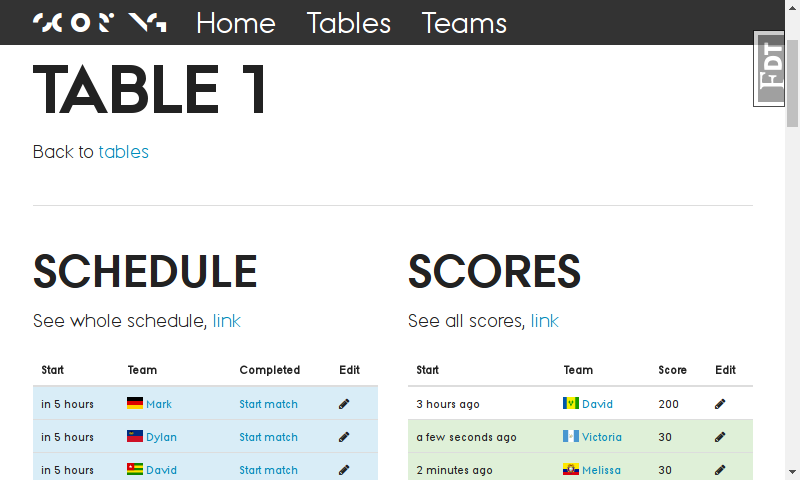 SCORING Home Tables Teams
FDT
TABLE 1
Back to tables
SCHEDULE
See whole schedule, link
Start Team Completed Edit
in 5 hours Mark Start match
in 5 hours Dylan Start match
in 5 hours David Start match
SCORES
See all scores, link
Start Team Score Edit
3 hours ago David 200
a few seconds ago Victoria 30
2 minutes ago Melissa 30